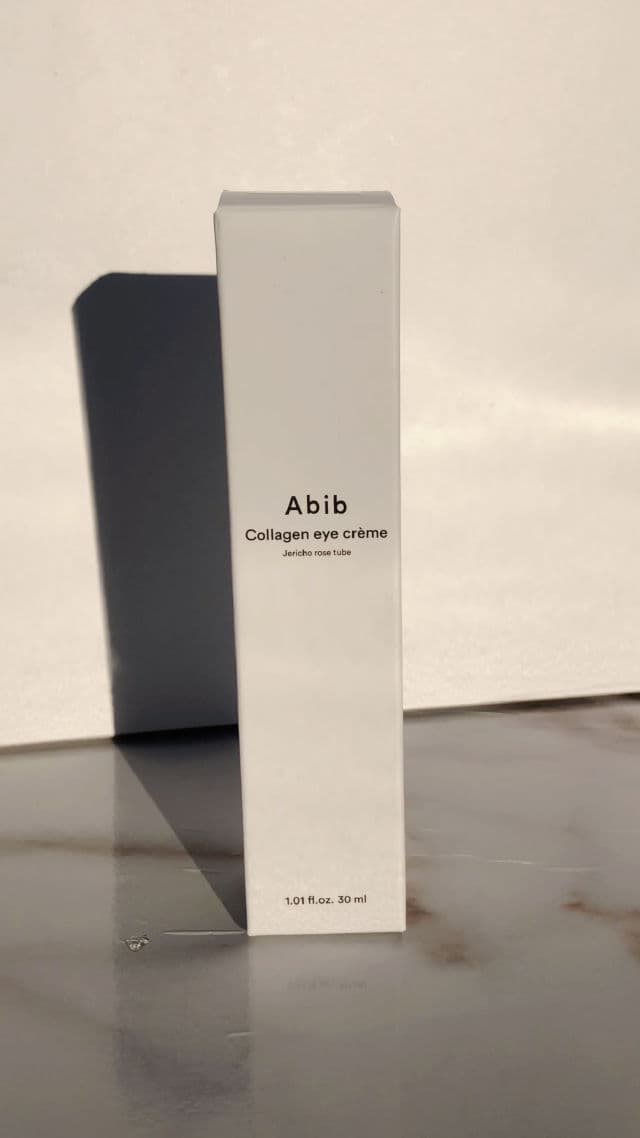 Abib
Collagen eye crème
Jericho rose tube
1.01 fl.oz. 30 ml